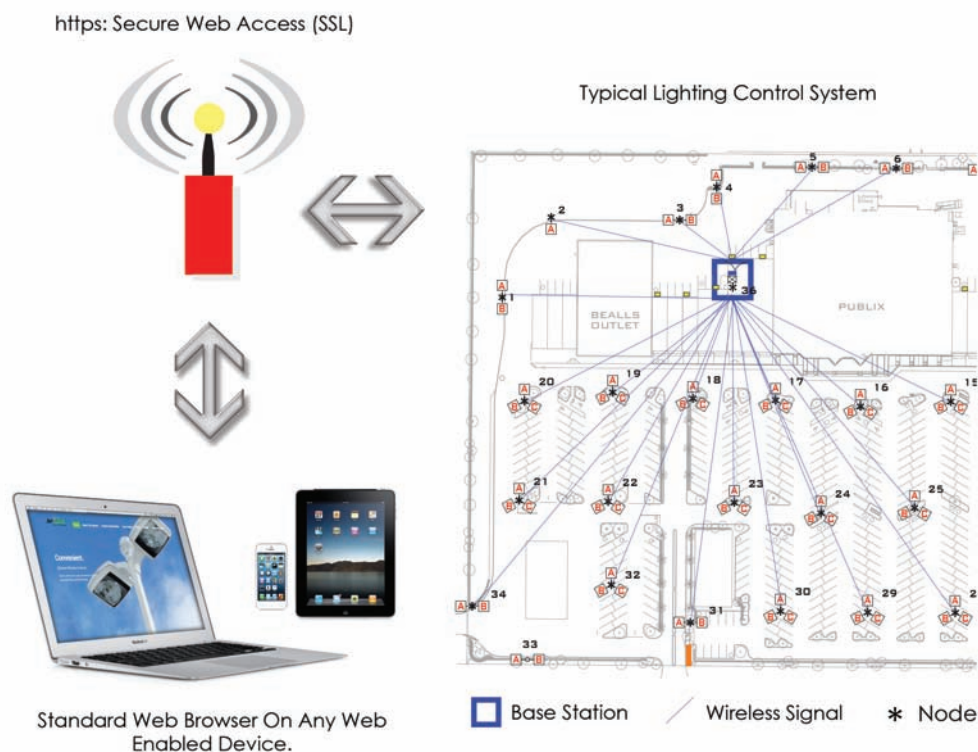 https: Secure Web Access (SSL)
Typical Lighting Control System
5
6
A B
A B
A
A
4
B
2
A
3
A B
A
1
B
36
BEALLS
OUTLET
PUBLIX
20
A
B C
19
A
B C
18
A
B C
17
A
B C
16
A
B C
15
A
B C
21
A
B C
22
A
B C
23
A
B C
24
A
B C
25
A
B C
32
A
B C
34
A B
31
A B
30
A
B C
29
A
B C
2
A
B C
33
A B
Convenient.
Standard Web Browser On Any Web
Enabled Device.
Base Station
Wireless Signal
Node